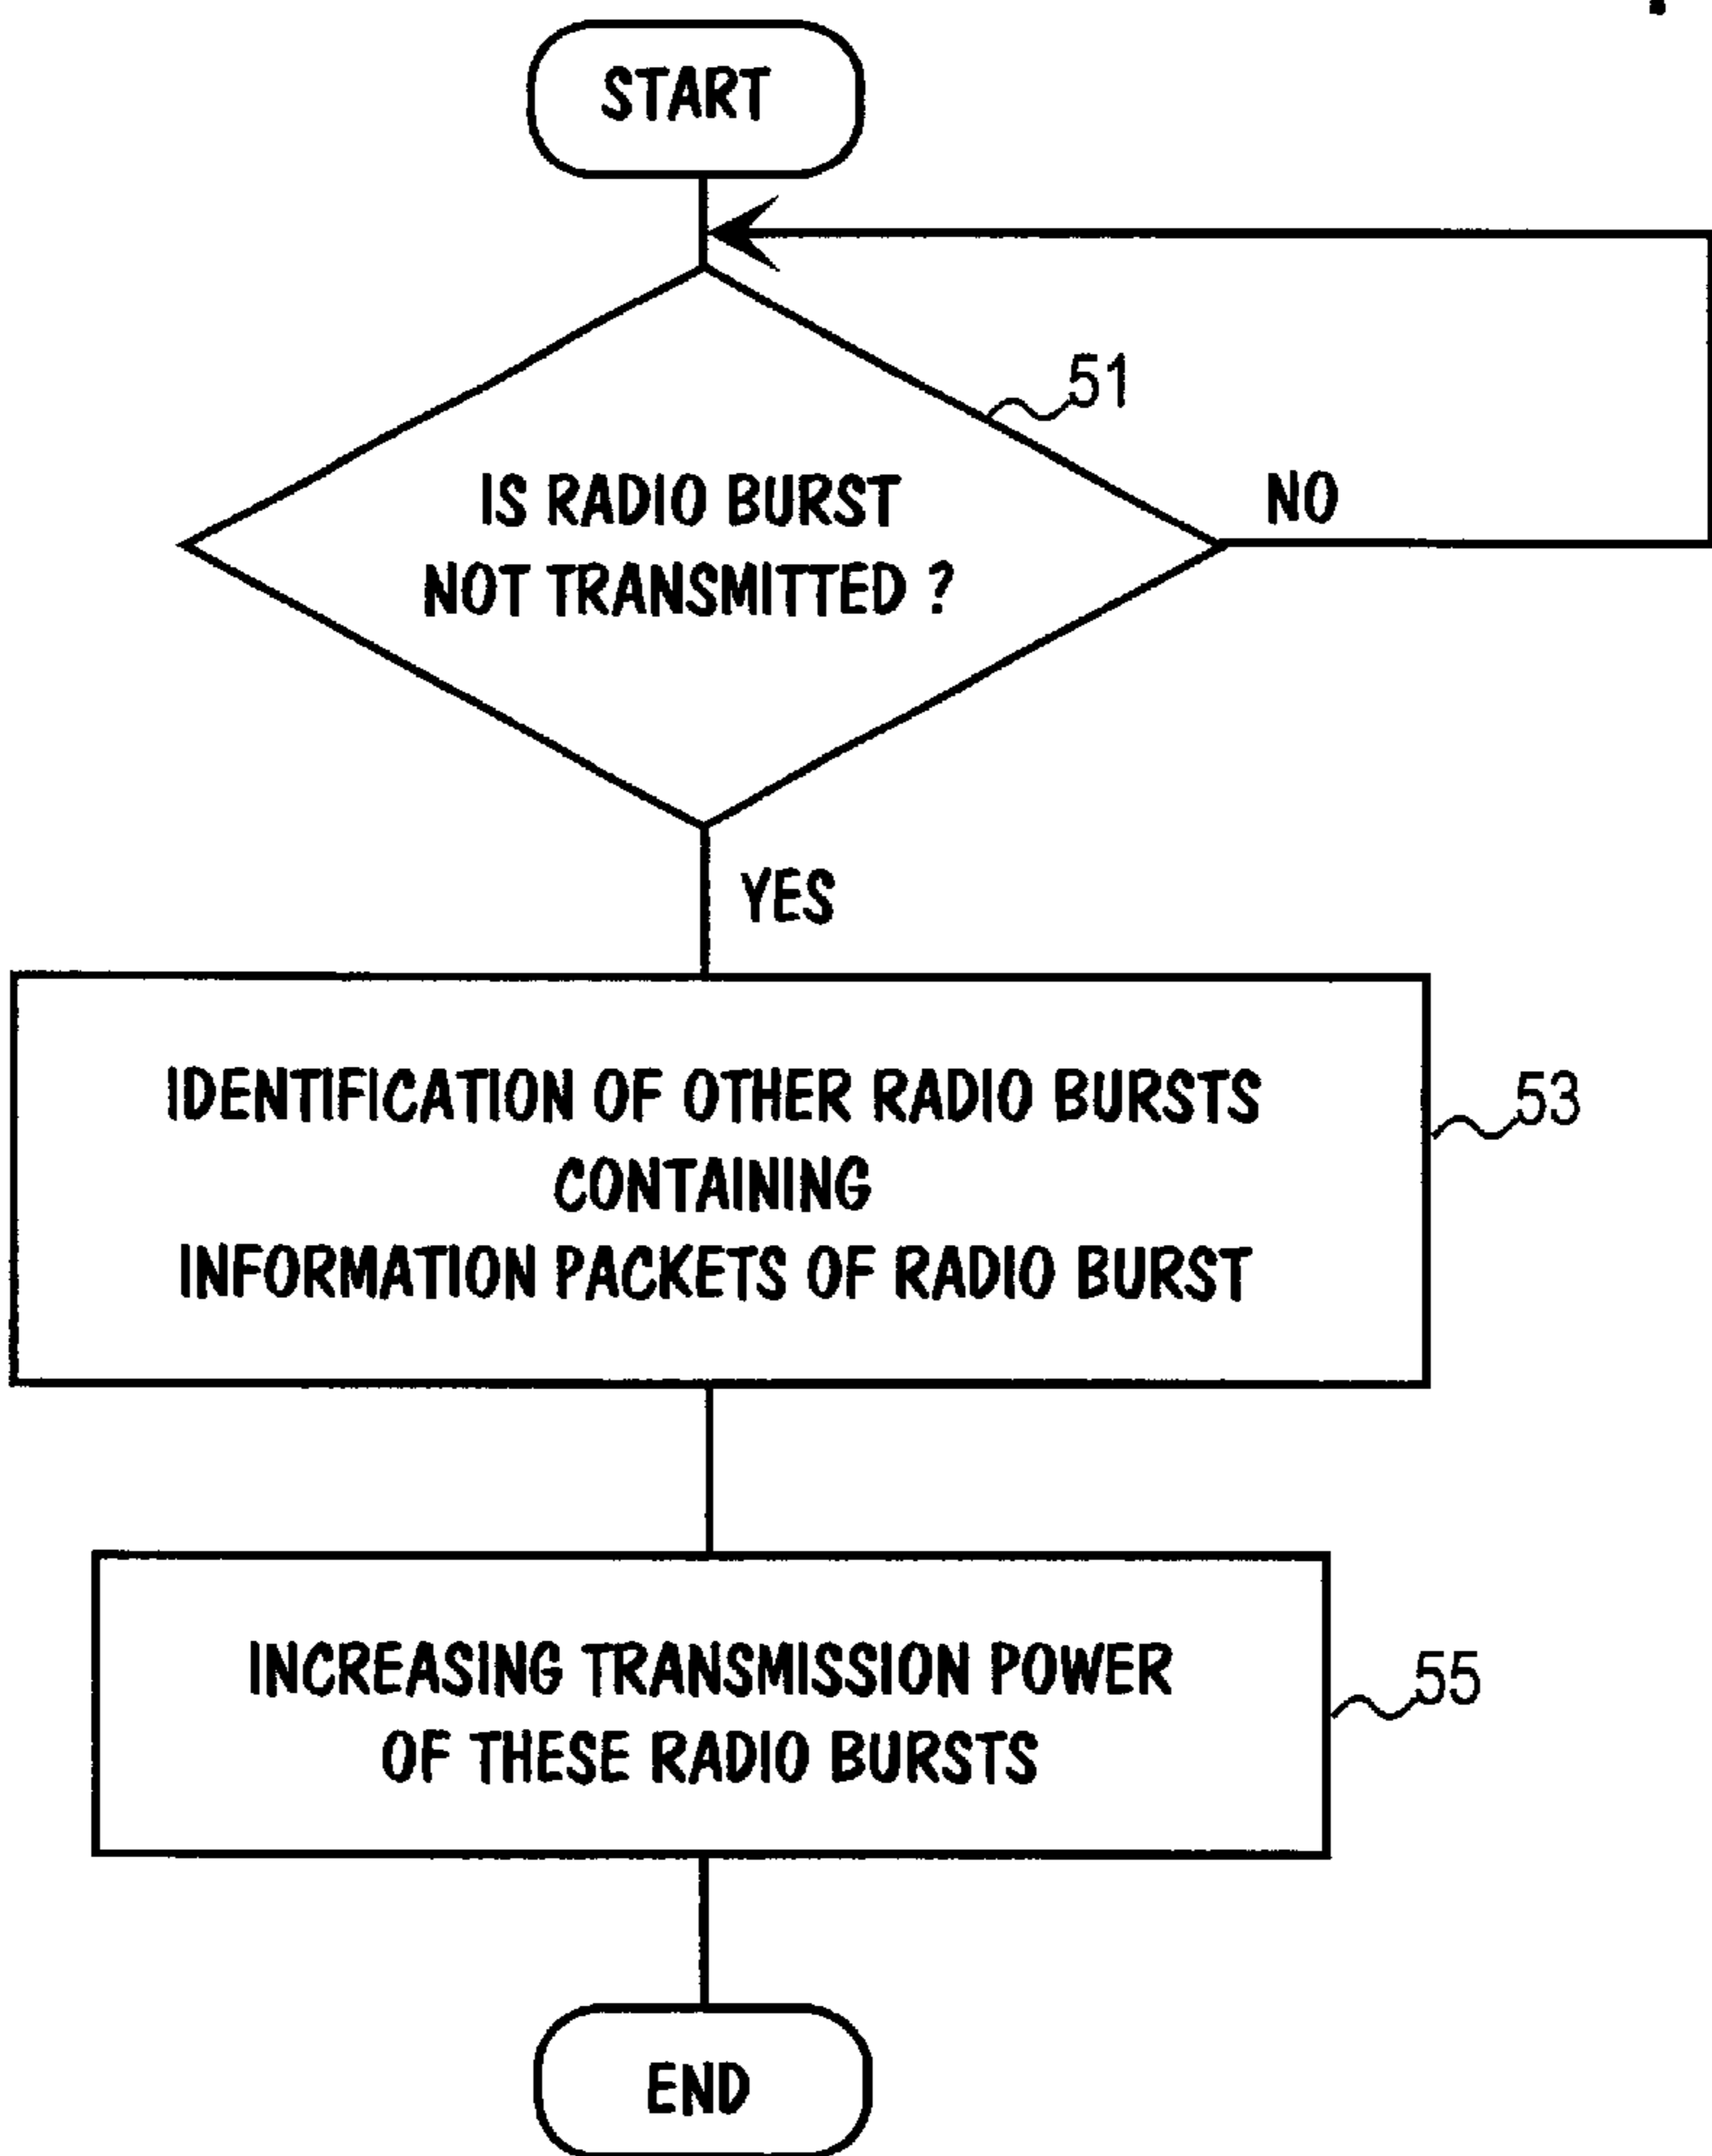 START
51
IS RADIO BURST
NOT TRANSMITTED ?
NO
YES
IDENTIFICATION OF OTHER RADIO BURSTS
CONTAINING
INFORMATION PACKETS OF RADIO BURST
53
INCREASING TRANSMISSION POWER
OF THESE RADIO BURSTS
55
END